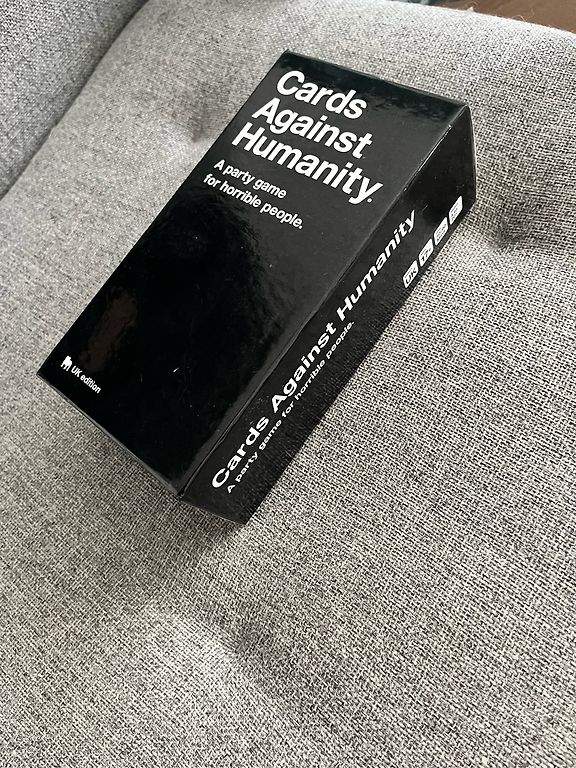 Cards
Against
Humanity.
A party game
for horrible people.
UK edition
Cards Against Humanity
A party game for horrible people.